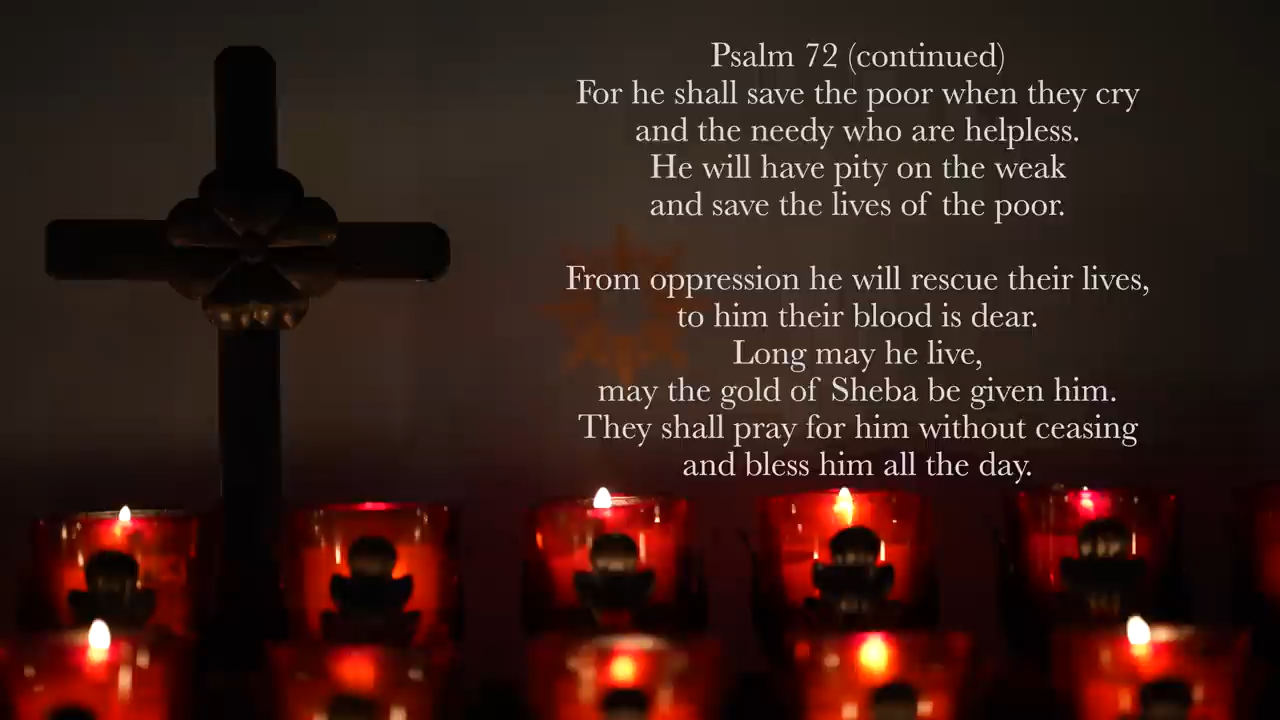 Psalm 72 (continued)
For he shall save the poor when they cry
and the needy who are helpless.
He will have pity on the weak
and save the lives of the poor.
From oppression he will rescue their lives,
to him their blood is dear.
Long may he live,
may the gold of Sheba be given him.
They shall pray for him without ceasing
and bless him all the day.